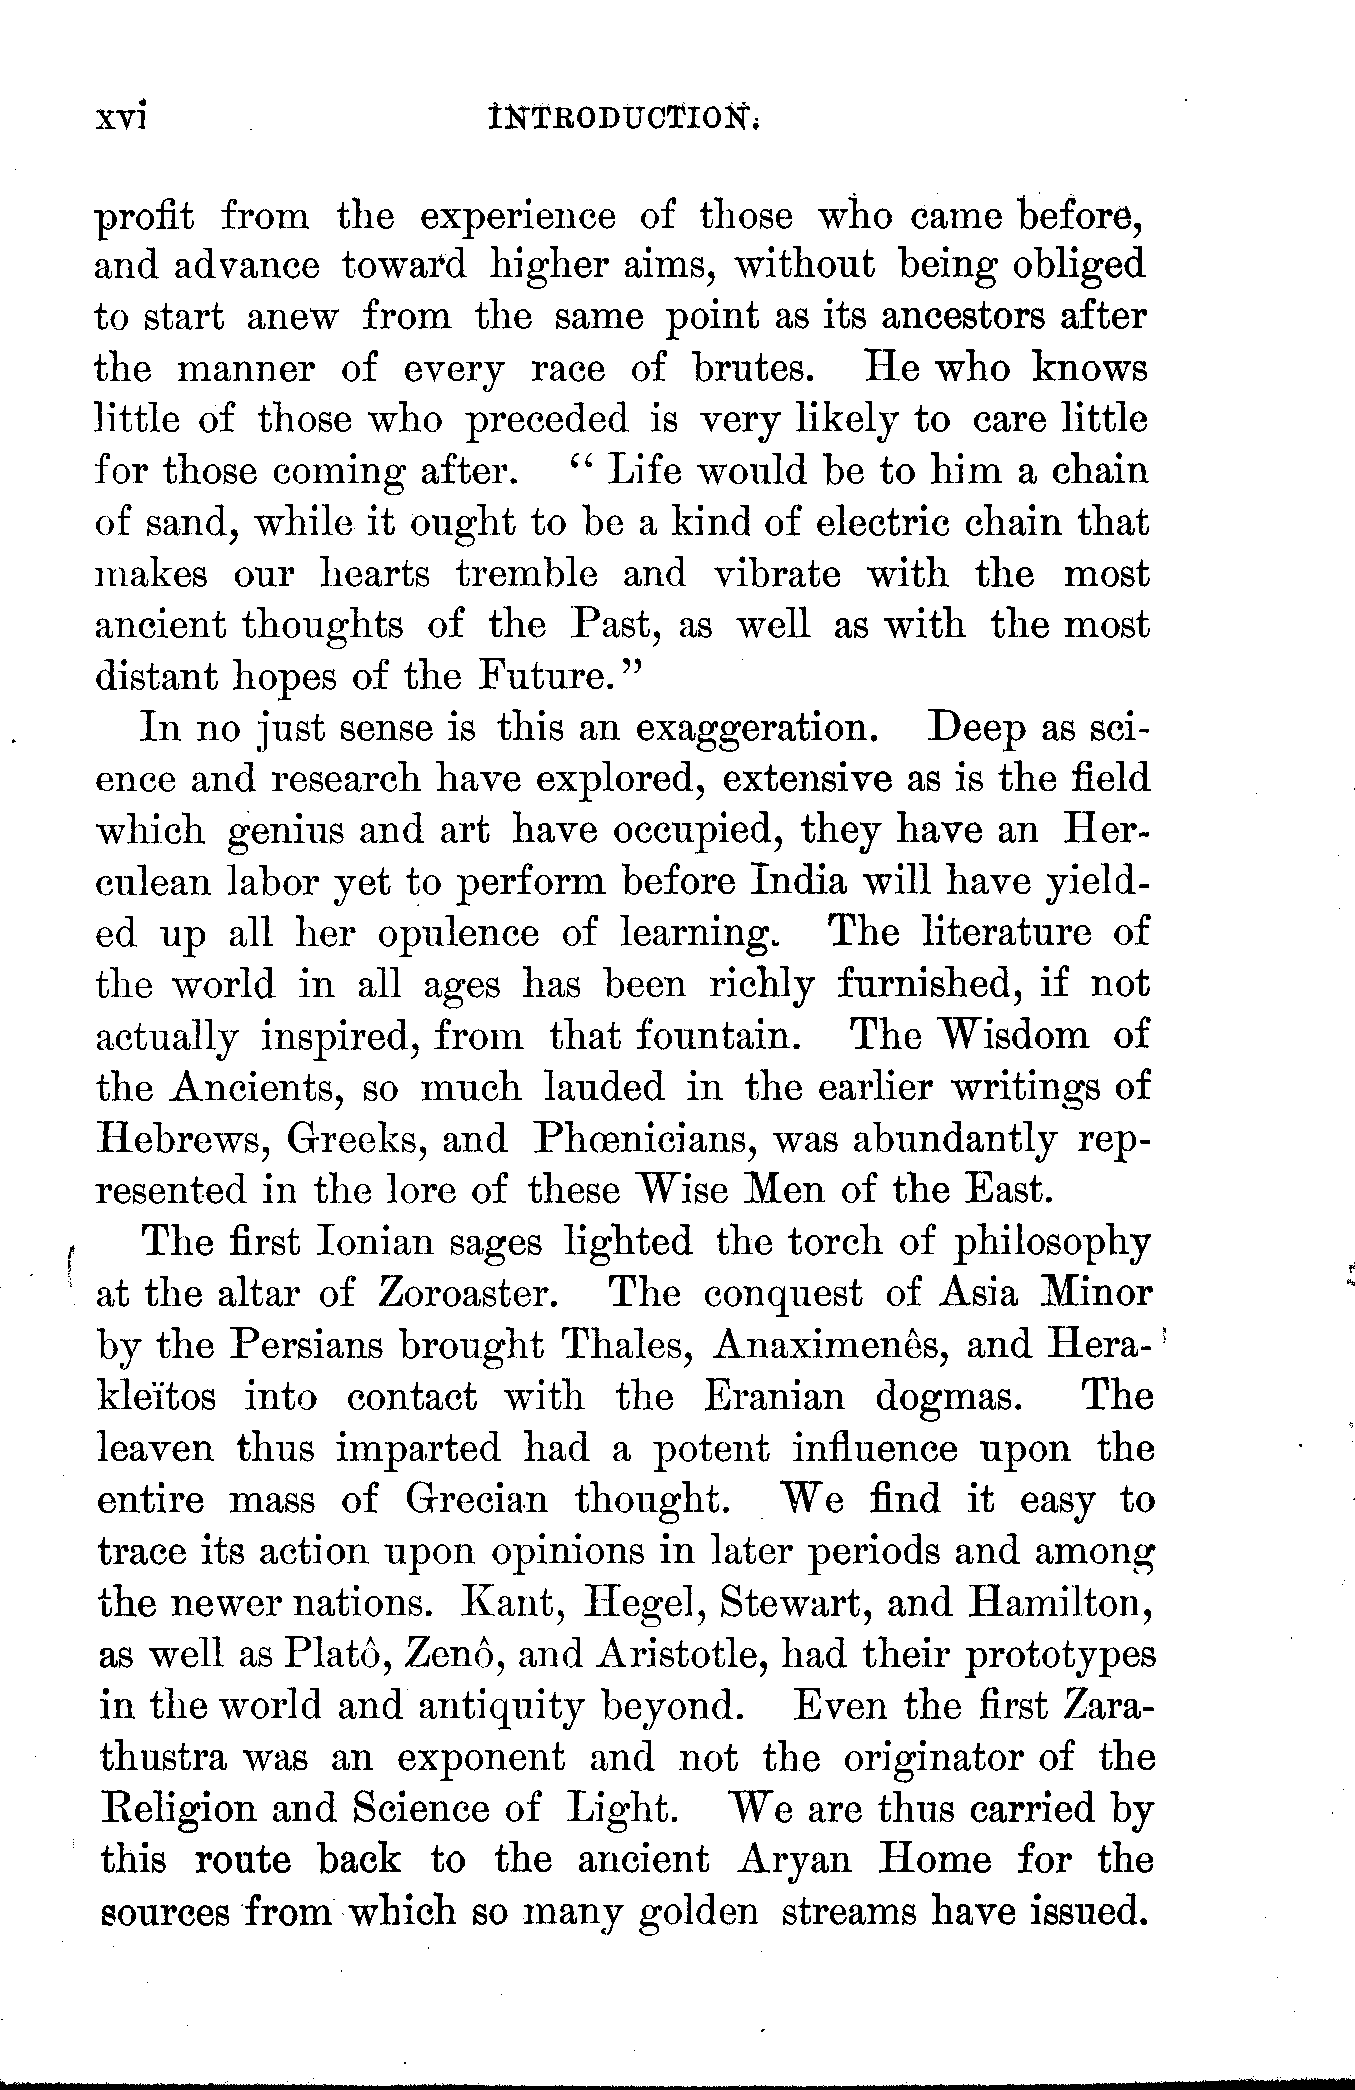 xvi INTRODUCTION.
profit from the experience of those who came before,
and advance toward higher aims, without being obliged
to start anew from the same point as its ancestors after
the manner of every race of brutes. He who knows
little of those who preceded is very likely to care little
for those coming after. “ Life would be to him a chain
of sand, while it ought to be a kind of electric chain that
makes our hearts tremble and vibrate with the most
ancient thoughts of the Past, as well as with the most
distant hopes of the Future.”
In no just sense is this an exaggeration. Deep as sci-
ence and research have explored, extensive as is the field
which genius and art have occupied, they have an Her-
culean labor yet to perform before India will have yield-
ed up all her opulence of learning. The literature of
the world in all ages has been richly furnished, if not
actually inspired, from that fountain. The Wisdom of
the Ancients, so much lauded in the earlier writings of
Hebrews, Greeks, and Phœnicians, was abundantly rep-
resented in the lore of these Wise Men of the East.
The first Ionian sages lighted the torch of philosophy
at the altar of Zoroaster. The conquest of Asia Minor
by the Persians brought Thales, Anaximenês, and Hera-
kleïtos into contact with the Eranian dogmas. The
leaven thus imparted had a potent influence upon the
entire mass of Grecian thought. We find it easy to
trace its action upon opinions in later periods and among
the newer nations. Kant, Hegel, Stewart, and Hamilton,
as well as Platô, Zenô, and Aristotle, had their prototypes
in the world and antiquity beyond. Even the first Zara-
thustra was an exponent and not the originator of the
Religion and Science of Light. We are thus carried by
this route back to the ancient Aryan Home for the
sources from which so many golden streams have issued.